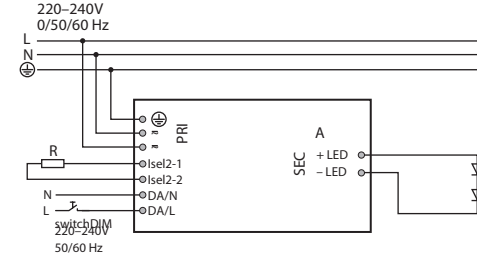 220–240V
0/50/60 Hz
L
N
PRI
A
SEC
+ LED
– LED
R
Isel2-1
Isel2-2
N
DA/N
L
DA/L
switchDIM
220–240V
50/60 Hz